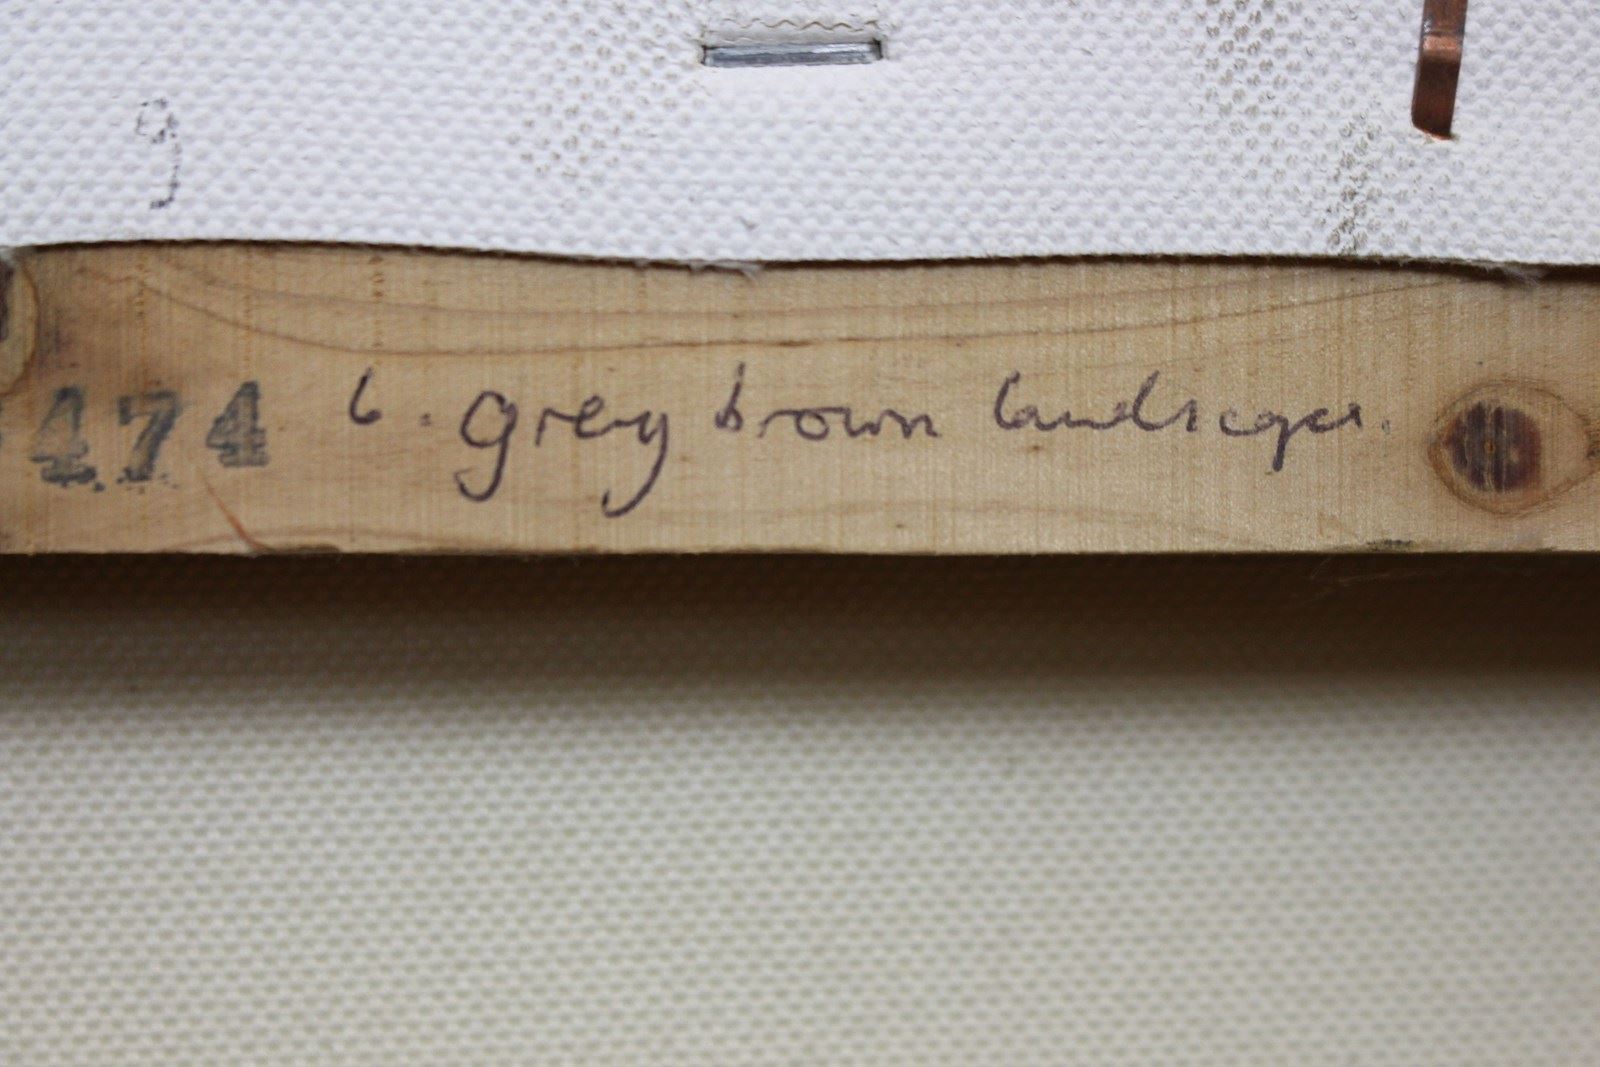 9
474 6. grey brown landscape.